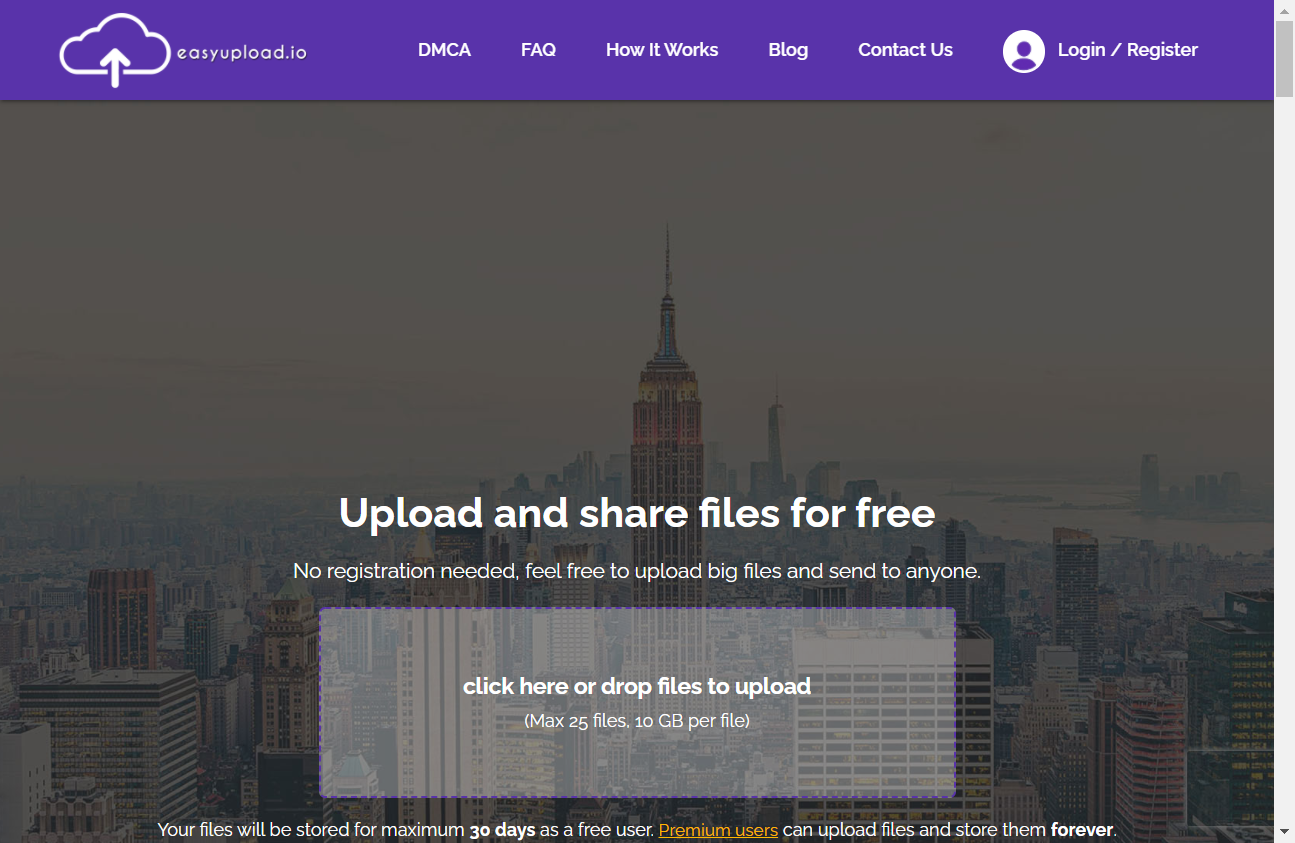 easyupload.io
DMCA
FAQ
How It Works
Blog
Contact Us
Login / Register
Upload and share files for free
No registration needed, feel free to upload big files and send to anyone.
click here or drop files to upload
(Max 25 files, 10 GB per file)
Your files will be stored for maximum 30 days as a free user. Premium users can upload files and store them forever.